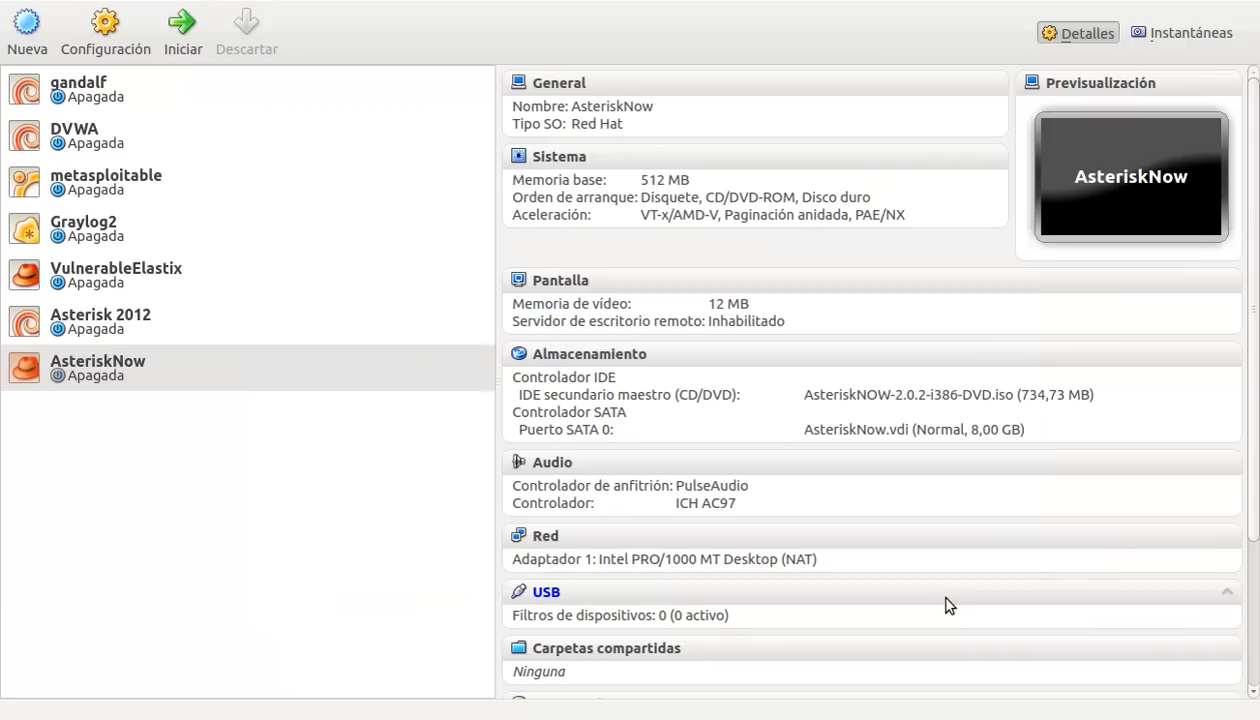 Nueva
Configuración
Iniciar
Descartar
Detalles
Instantáneas
gandalf
Apagada
DVWA
Apagada
metasploitable
Apagada
Graylog2
Apagada
VulnerableElastix
Apagada
Asterisk 2012
Apagada
AsteriskNow
Apagada
General
Nombre: AsteriskNow
Tipo SO: Red Hat
Sistema
Memoria base: 512 MB
Orden de arranque: Disquete, CD/DVD-ROM, Disco duro
Aceleración: VT-x/AMD-V, Paginación anidada, PAE/NX
Previsualización
AsteriskNow
Pantalla
Memoria de vídeo: 12 MB
Servidor de escritorio remoto: Inhabilitado
Almacenamiento
Controlador IDE
IDE secundario maestro (CD/DVD): AsteriskNOW-2.0.2-i386-DVD.iso (734,73 MB)
Controlador SATA
Puerto SATA 0: AsteriskNow.vdi (Normal, 8,00 GB)
Audio
Controlador de anfitrión: PulseAudio
Controlador: ICH AC97
Red
Adaptador 1: Intel PRO/1000 MT Desktop (NAT)
USB
Filtros de dispositivos: 0 (0 activo)
Carpetas compartidas
Ninguna